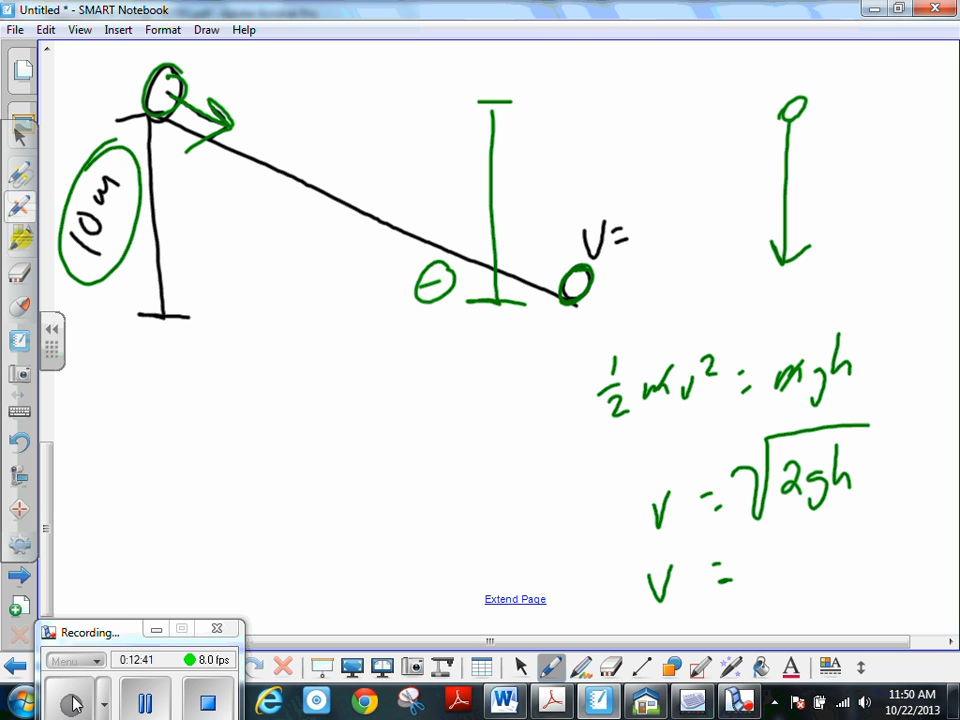 Untitled * - SMART Notebook
File Edit View Insert Format Draw Help
10 m
V=
θ
½ mv² = mgh
v = √2gh
v =
Extend Page
Recording...
Menu
0:12:41
8.0 fps
A
11:50 AM
10/22/2013